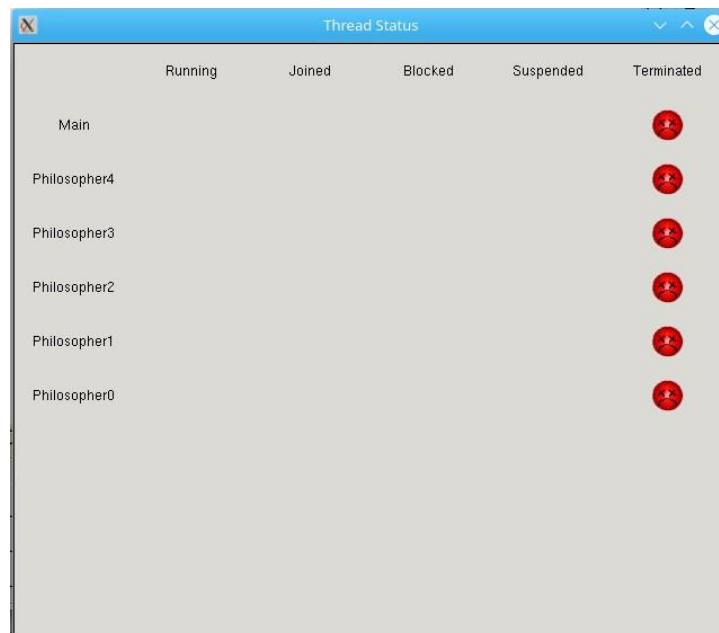 Thread Status
Running Joined Blocked Suspended Terminated
Main
Philosopher4
Philosopher3
Philosopher2
Philosopher1
Philosopher0